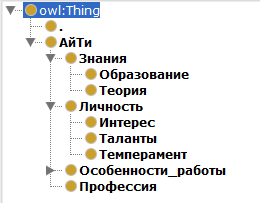 owl:Thing
.
АйТи
Знания
Образование
Теория
Личность
Интерес
Таланты
Темперамент
Особенности_работы
Профессия